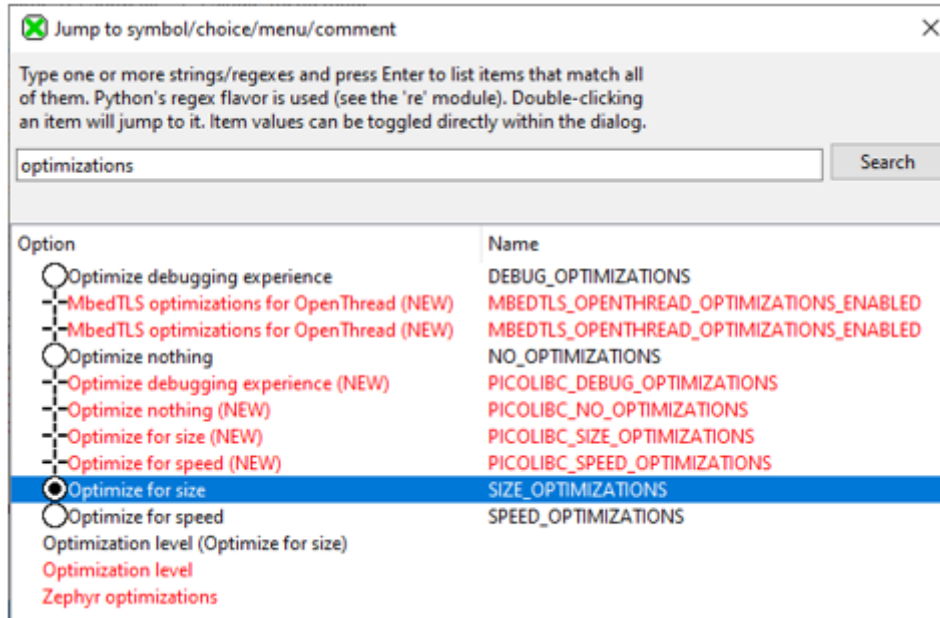 Jump to symbol/choice/menu/comment
Type one or more strings/regexes and press Enter to list items that match all
of them. Python's regex flavor is used (see the 're' module). Double-clicking
an item will jump to it. Item values can be toggled directly within the dialog.
optimizations Search
Option Name
Optimize debugging experience DEBUG_OPTIMIZATIONS
MbedTLS optimizations for OpenThread (NEW) MBEDTLS_OPENTHREAD_OPTIMIZATIONS_ENABLED
MbedTLS optimizations for OpenThread (NEW) MBEDTLS_OPENTHREAD_OPTIMIZATIONS_ENABLED
Optimize nothing NO_OPTIMIZATIONS
Optimize debugging experience (NEW) PICOLIBC_DEBUG_OPTIMIZATIONS
Optimize nothing (NEW) PICOLIBC_NO_OPTIMIZATIONS
Optimize for size (NEW) PICOLIBC_SIZE_OPTIMIZATIONS
Optimize for speed (NEW) PICOLIBC_SPEED_OPTIMIZATIONS
Optimize for size SIZE_OPTIMIZATIONS
Optimize for speed SPEED_OPTIMIZATIONS
Optimization level (Optimize for size)
Optimization level
Zephyr optimizations